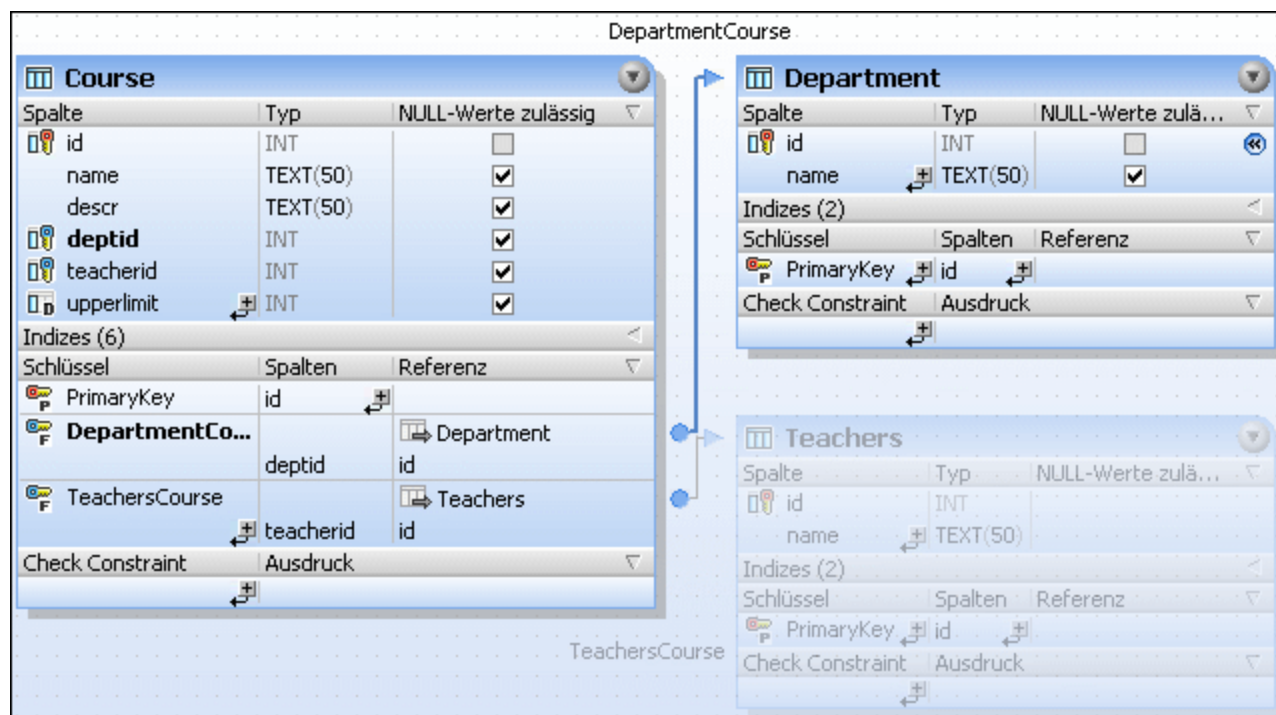 DepartmentCourse
Course
Spalte Typ NULL-Werte zulässig
id INT
name TEXT(50)
descr TEXT(50)
deptid INT
teacherid INT
upperlimit INT
Indizes (6)
Schlüssel Spalten Referenz
PrimaryKey id
DepartmentCo... Department
deptid id
TeachersCourse Teachers
teacherid id
Check Constraint Ausdruck
Department
Spalte Typ NULL-Werte zulä...
id INT
name TEXT(50)
Indizes (2)
Schlüssel Spalten Referenz
PrimaryKey id
Check Constraint Ausdruck
Teachers
Spalte Typ NULL-Werte zulä...
id INT
name TEXT(50)
Indizes (2)
Schlüssel Spalten Referenz
PrimaryKey id
Check Constraint Ausdruck
TeachersCourse